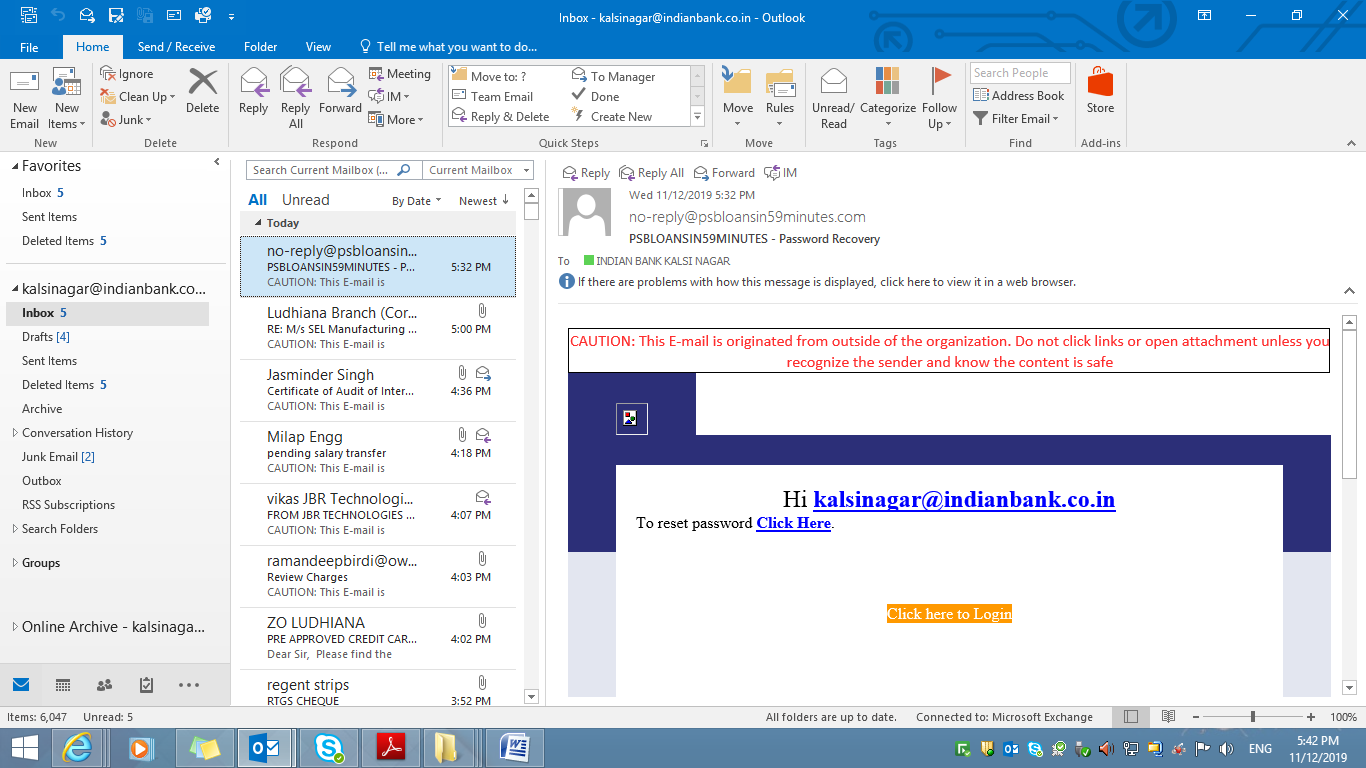 Inbox - kalsinagar@indianbank.co.in - Outlook
File Home Send / Receive Folder View Tell me what you want to do...
New Email
New Items
New
Ignore
Clean Up
Junk
Delete
Delete
Reply
Reply All
Forward
Meeting
IM
More
Respond
Move to: ?
Team Email
Reply & Delete
To Manager
Done
Create New
Quick Steps
Move
Rules
Move
Unread/ Read
Categorize
Follow Up
Tags
Search People
Address Book
Filter Email
Find
Store
Add-ins
Favorites
Inbox 5
Sent Items
Deleted Items 5
kalsinagar@indianbank.co...
Inbox 5
Drafts [4]
Sent Items
Deleted Items 5
Archive
Conversation History
Junk Email [2]
Outbox
RSS Subscriptions
Search Folders
Groups
Online Archive - kalsinaga...
Search Current Mailbox (... Current Mailbox
All Unread By Date Newest
Today
no-reply@psbloansin...
PSBLOANSIN59MINUTES - P... 5:32 PM
CAUTION: This E-mail is
Ludhiana Branch (Cor...
RE: M/s SEL Manufacturing ... 5:00 PM
CAUTION: This E-mail is
Jasminder Singh
Certificate of Audit of Inter... 4:36 PM
CAUTION: This E-mail is
Milap Engg
pending salary transfer 4:18 PM
CAUTION: This E-mail is
vikas JBR Technologi...
FROM JBR TECHNOLOGIES ... 4:07 PM
CAUTION: This E-mail is
ramandeepbirdi@ow...
Review Charges 4:03 PM
CAUTION: This E-mail is
ZO LUDHIANA
PRE APPROVED CREDIT CAR... 4:02 PM
Dear Sir, Please find the
regent strips
RTGS CHEQUE 3:52 PM
Reply Reply All Forward IM
Wed 11/12/2019 5:32 PM
no-reply@psbloansin59minutes.com
PSBLOANSIN59MINUTES - Password Recovery
To INDIAN BANK KALSI NAGAR
If there are problems with how this message is displayed, click here to view it in a web browser.
CAUTION: This E-mail is originated from outside of the organization. Do not click links or open attachment unless you
recognize the sender and know the content is safe
Hi kalsinagar@indianbank.co.in
To reset password Click Here.
Click here to Login
Items: 6,047 Unread: 5 All folders are up to date. Connected to: Microsoft Exchange 100%
ENG
5:42 PM
11/12/2019